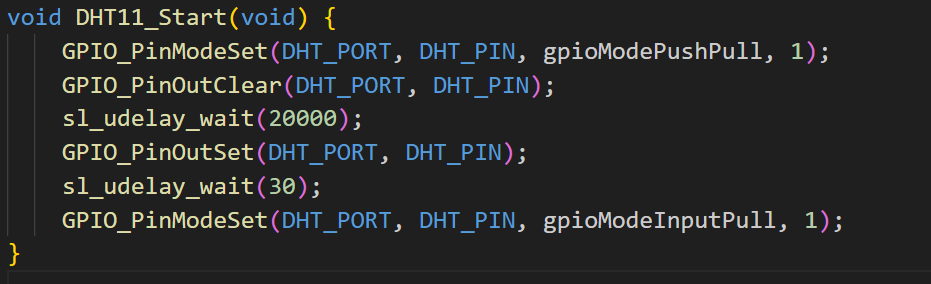 void DHT11_Start(void) {
    GPIO_PinModeSet(DHT_PORT, DHT_PIN, gpioModePushPull, 1);
    GPIO_PinOutClear(DHT_PORT, DHT_PIN);
    sl_udelay_wait(20000);
    GPIO_PinOutSet(DHT_PORT, DHT_PIN);
    sl_udelay_wait(30);
    GPIO_PinModeSet(DHT_PORT, DHT_PIN, gpioModeInputPull, 1);
}